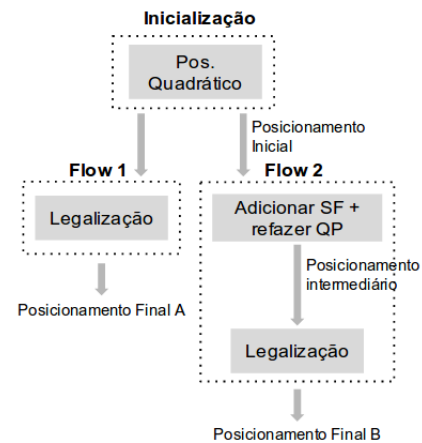 Inicialização
Pos.
Quadrático
Posicionamento
Inicial
Flow 1
Flow 2
Legalização
Adicionar SF +
refazer QP
Posicionamento
intermediário
Posicionamento Final A
Legalização
Posicionamento Final B